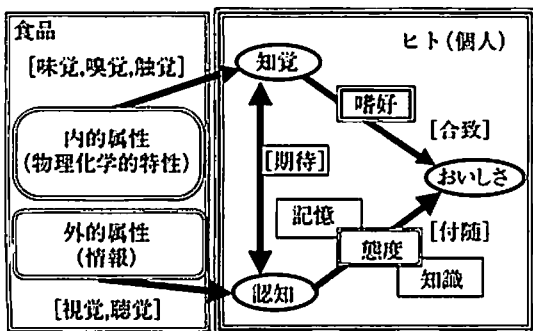 食品
[味覚,嗅覚,触覚]
内的属性
(物理化学的特性)
外的属性
(情報)
[視覚,聴覚]
ヒト(個人)
知覚
嗜好
[合致]
[期待]
おいしさ
記憶
[付随]
態度
知識
認知